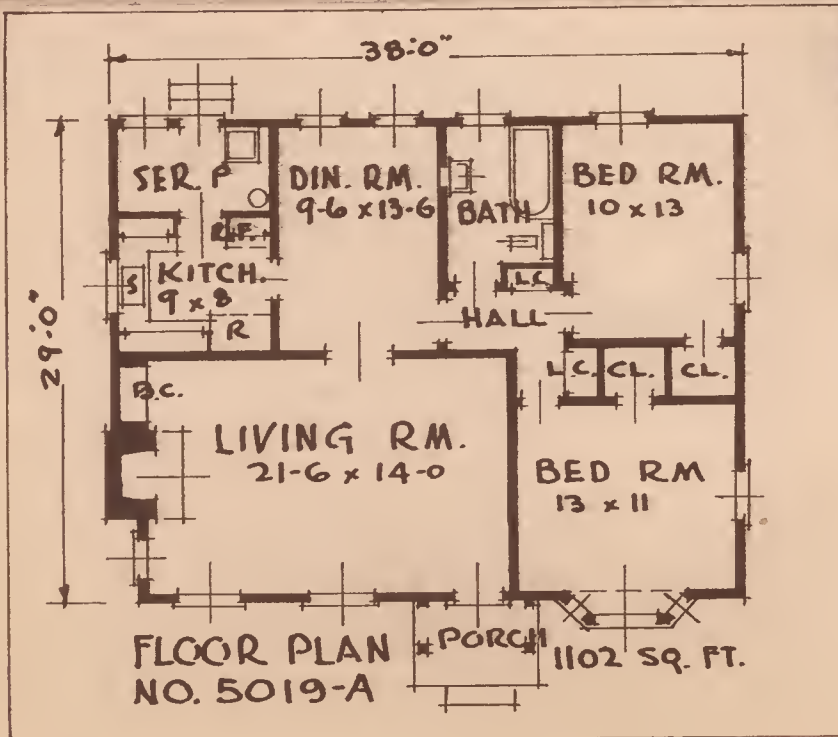 38'-0"
29'-0"
SER. P
DIN. RM.
9-6 x 13-6
BATH
BED RM.
10 x 13
R.F.
S
KITCH.
9 x 8
R
L.C.
HALL
B.C.
L.C.
CL.
CL.
LIVING RM.
21-6 x 14-0
BED RM
13 x 11
PORCH
FLOOR PLAN
NO. 5019-A
1102 SQ. FT.